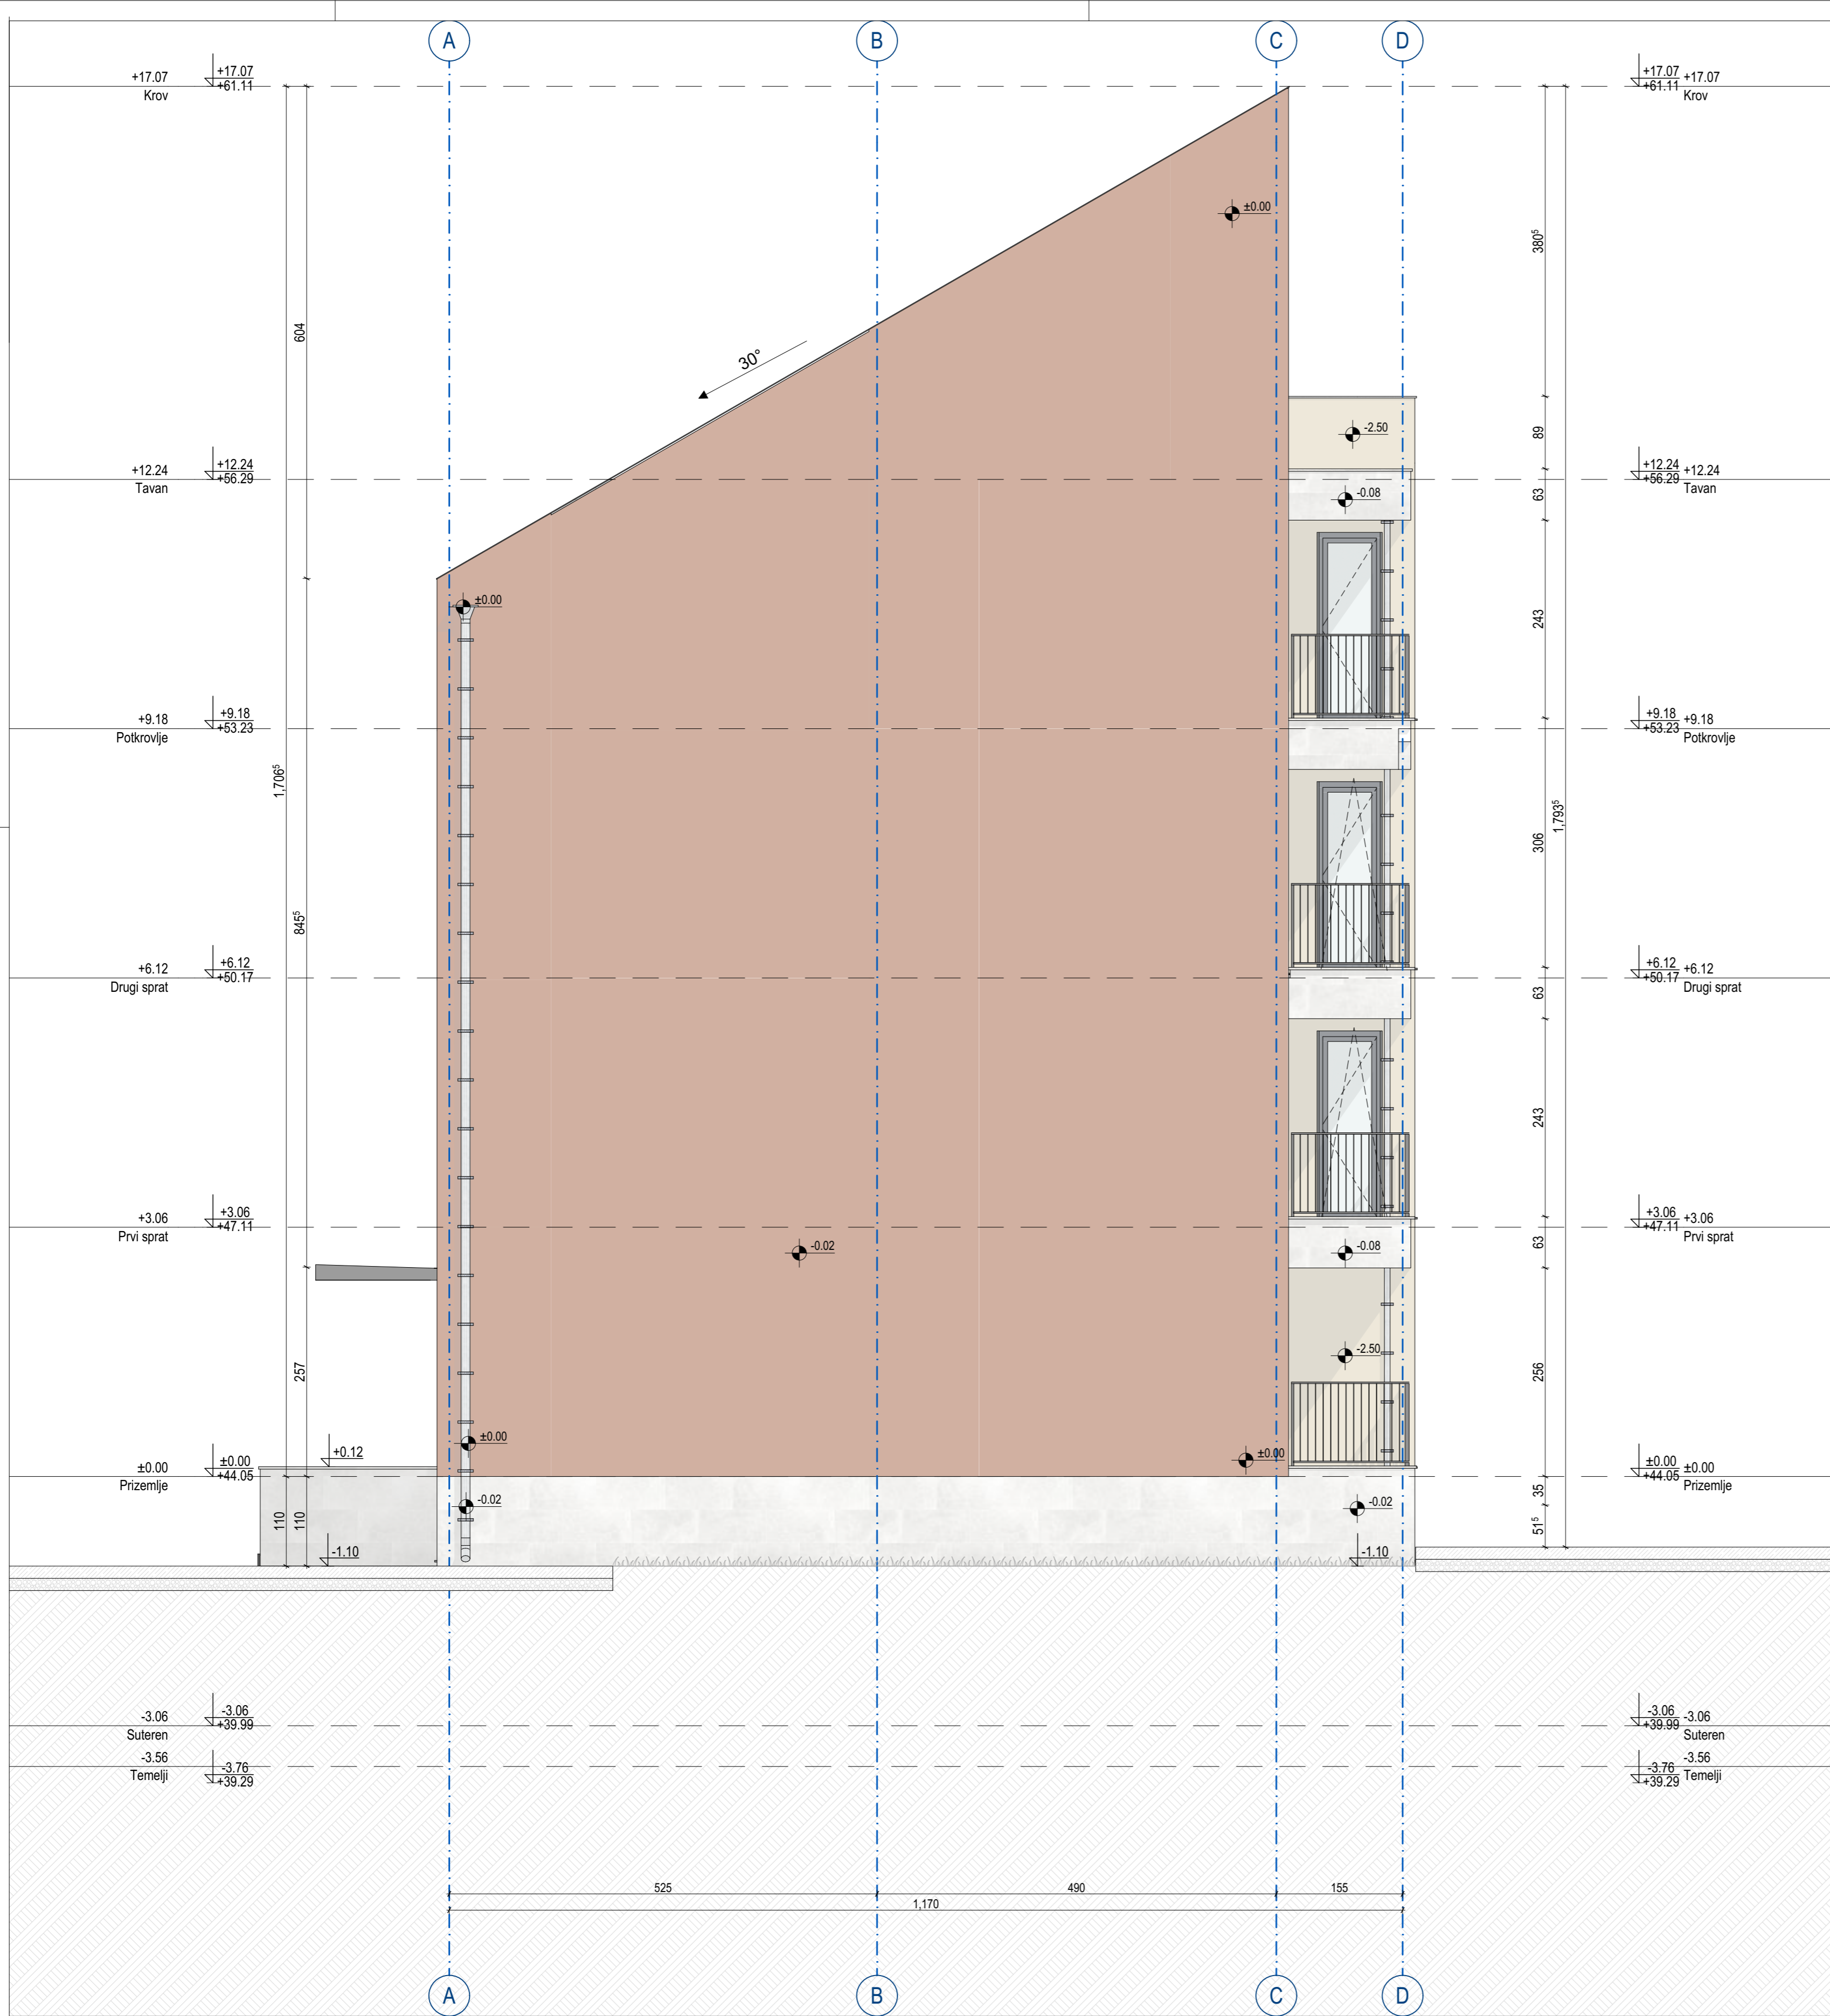 A B C D
+17.07 +17.07
Krov +61.11
+17.07 +17.07
+61.11 Krov
±0.00
380⁵
604
30°
-2.50
89
+12.24 +12.24
Tavan +56.29
+12.24 +12.24
+56.29 Tavan
-0.08
63
±0.00
243
+9.18 +9.18
Potkrovlje +53.23
+9.18 +9.18
+53.23 Potkrovlje
1,706⁵
1,793⁵
306
845⁵
+6.12 +6.12
Drugi sprat +50.17
+6.12 +6.12
+50.17 Drugi sprat
63
243
+3.06 +3.06
Prvi sprat +47.11
+3.06 +3.06
+47.11 Prvi sprat
-0.02
-0.08
63
-2.50
257
256
±0.00
+0.12
±0.00
±0.00 ±0.00
Prizemlje +44.05
±0.00 ±0.00
+44.05 Prizemlje
35
-0.02
-0.02
110
110
51⁵
-1.10
-1.10
-3.06 -3.06
Suteren +39.99
-3.06 -3.06
+39.99 Suteren
-3.56 -3.76
Temelji +39.29
-3.76 -3.56
+39.29 Temelji
525 490 155
1,170
A B C D